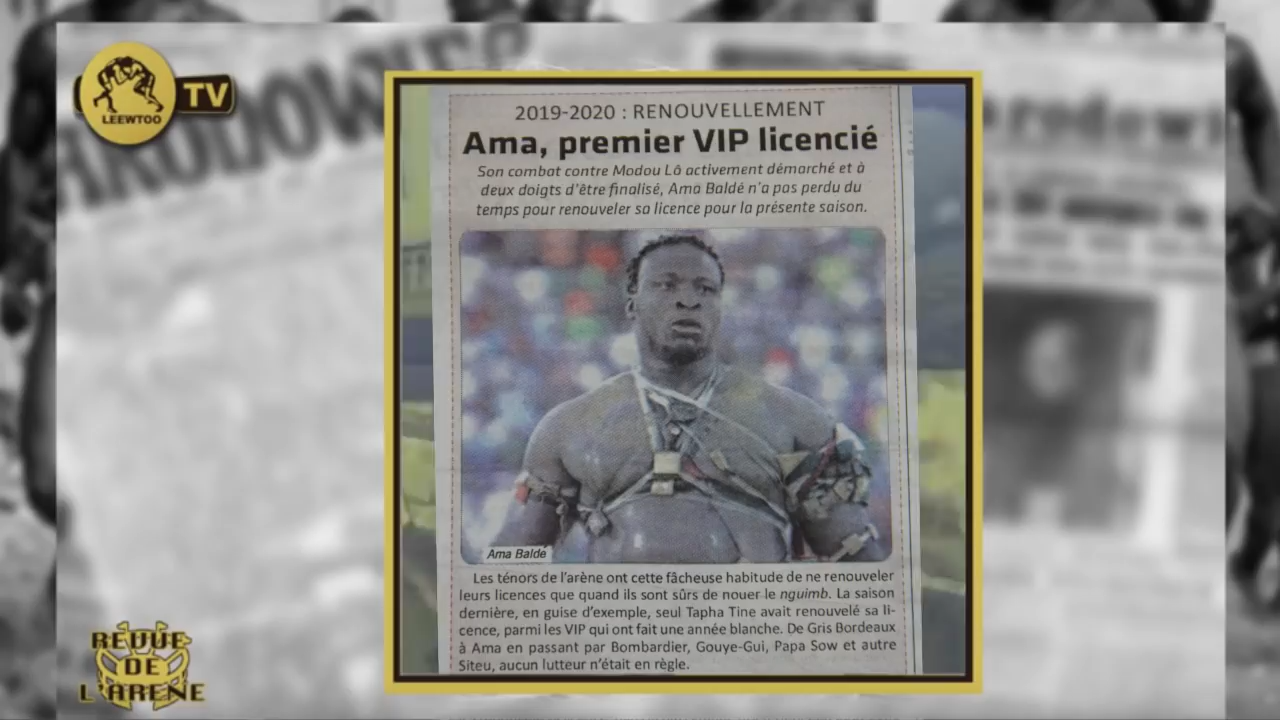 LEEWTOO
TV
2019-2020 : RENOUVELLEMENT
Ama, premier VIP licencié
Son combat contre Modou Lô activement démarché et à
deux doigts d'être finalisé, Ama Baldé n'a pas perdu du
temps pour renouveler sa licence pour la présente saison.
Ama Baldé
Les ténors de l'arène ont cette fâcheuse habitude de ne renouveler
leurs licences que quand ils sont sûrs de nouer le nguimb. La saison
dernière, en guise d'exemple, seul Tapha Tine avait renouvelé sa li-
cence, parmi les VIP qui ont fait une année blanche. De Gris Bordeaux
à Ama en passant par Bombardier, Gouye-Gui, Papa Sow et autre
Siteu, aucun lutteur n'était en règle.
REVUE
DE
L'ARENE